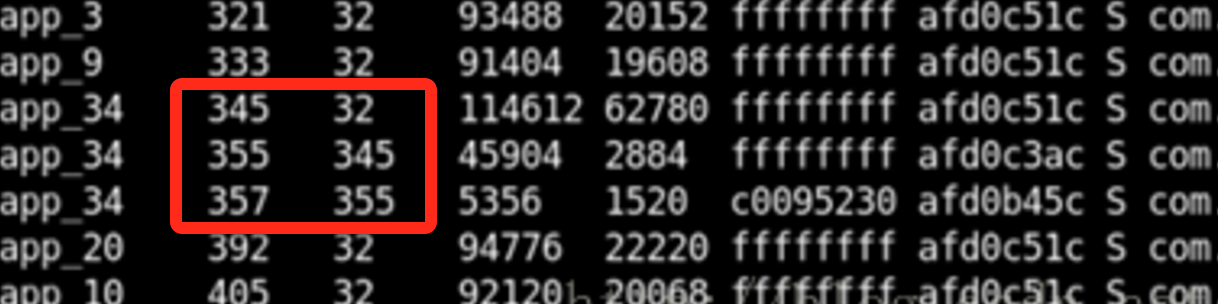 app_3 321 32 93488 20152 ffffffff afd0c51c S com.
app_9 333 32 91404 19608 ffffffff afd0c51c S com.
app_34 345 32 114612 62780 ffffffff afd0c51c S com.
app_34 355 345 45904 2884 ffffffff afd0c3ac S com.
app_34 357 355 5356 1520 c0095230 afd0b45c S com.
app_20 392 32 94776 22220 ffffffff afd0c51c S com.
app_10 405 32 92120 20068 ffffffff afd0c51c S com.